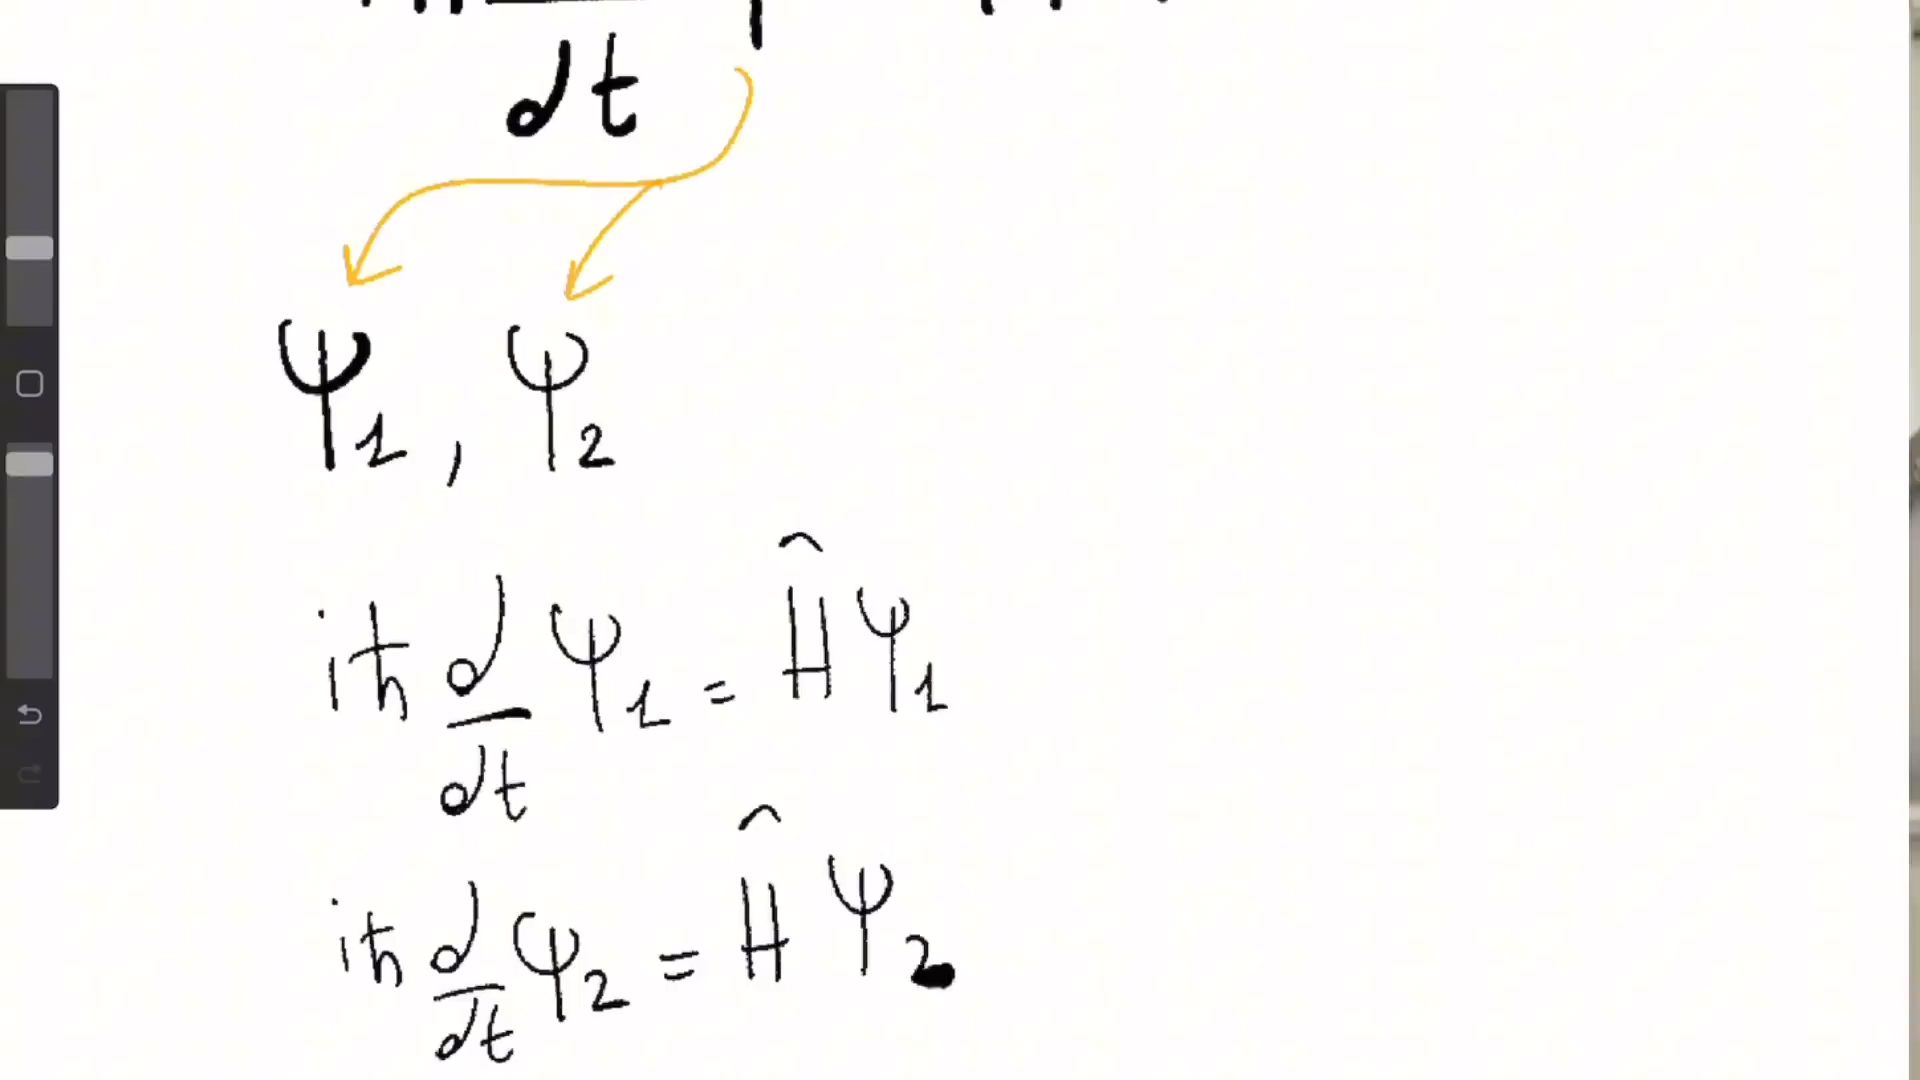 dt
Ψ₁, Ψ₂
iħ d/dt Ψ₁ = Ĥ Ψ₁
iħ d/dt Ψ₂ = Ĥ Ψ₂